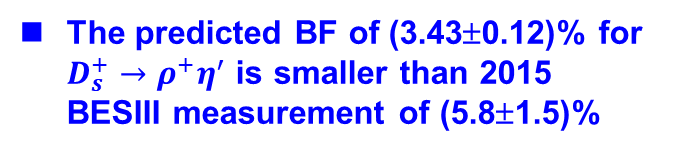 ■ The predicted BF of (3.43±0.12)% for
D_s^+ → ρ^+η′ is smaller than 2015
BESIII measurement of (5.8±1.5)%